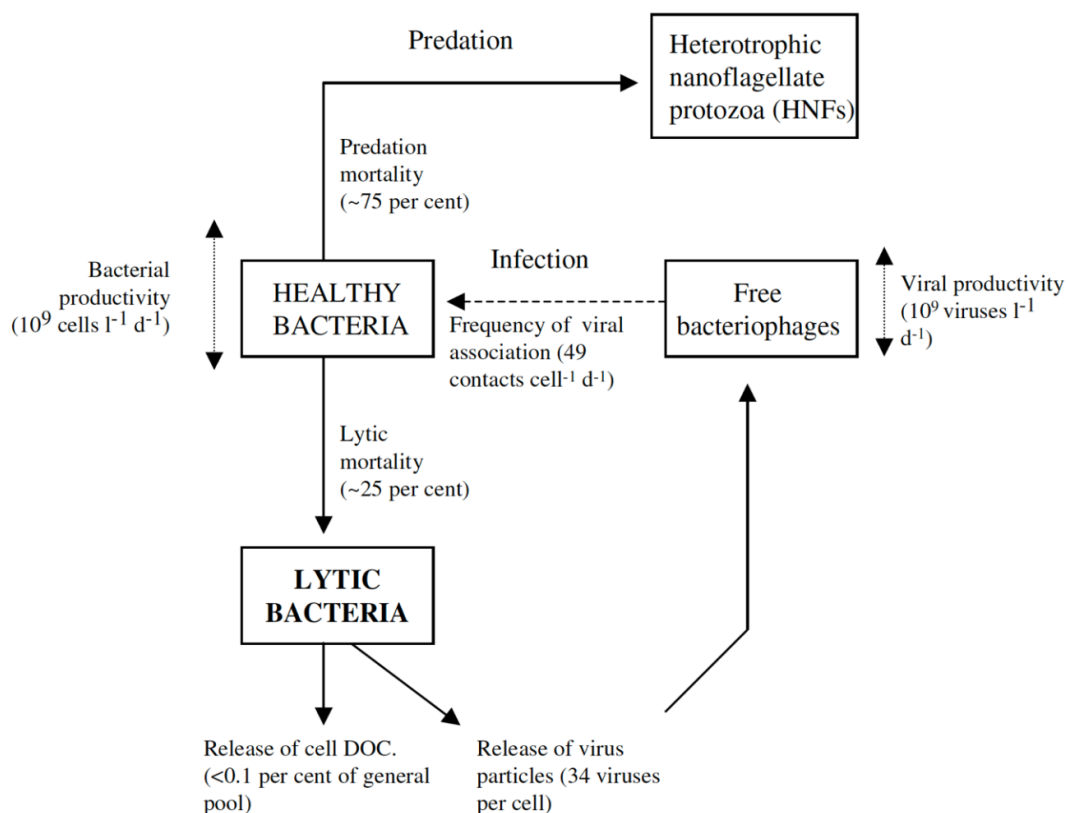 Predation
Heterotrophic
nanoflagellate
protozoa (HNFs)
Predation
mortality
(~75 per cent)
Bacterial
productivity
(10⁹ cells l⁻¹ d⁻¹)
HEALTHY
BACTERIA
Infection
Frequency of viral
association (49
contacts cell⁻¹ d⁻¹)
Free
bacteriophages
Viral productivity
(10⁹ viruses l⁻¹
d⁻¹)
Lytic
mortality
(~25 per cent)
LYTIC
BACTERIA
Release of cell DOC.
(<0.1 per cent of general
pool)
Release of virus
particles (34 viruses
per cell)